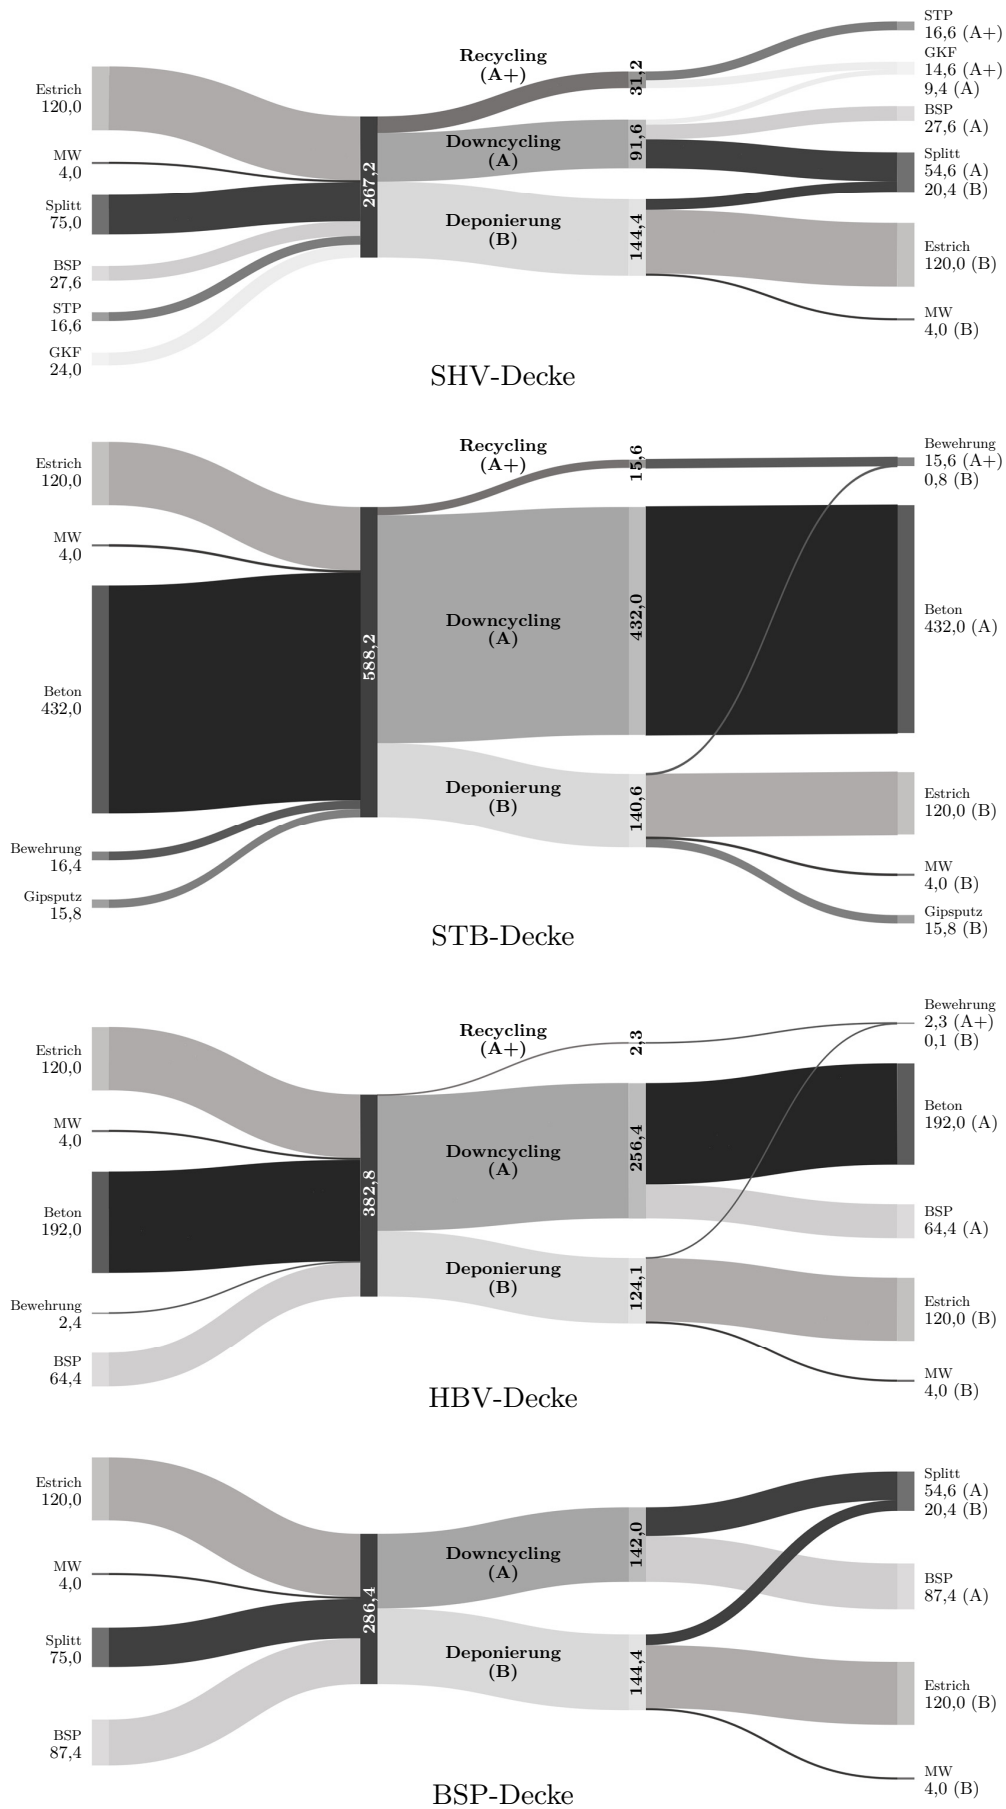 Estrich
120,0
MW
4,0
Splitt
75,0
BSP
27,6
STP
16,6
GKF
24,0
267,2
Recycling
(A+)
Downcycling
(A)
Deponierung
(B)
31,2
91,6
144,4
STP
16,6 (A+)
GKF
14,6 (A+)
9,4 (A)
BSP
27,6 (A)
Splitt
54,6 (A)
20,4 (B)
Estrich
120,0 (B)
MW
4,0 (B)
SHV-Decke
Estrich
120,0
MW
4,0
Beton
432,0
Bewehrung
16,4
Gipsputz
15,8
588,2
Recycling
(A+)
Downcycling
(A)
Deponierung
(B)
15,6
432,0
140,6
Bewehrung
15,6 (A+)
0,8 (B)
Beton
432,0 (A)
Estrich
120,0 (B)
MW
4,0 (B)
Gipsputz
15,8 (B)
STB-Decke
Estrich
120,0
MW
4,0
Beton
192,0
Bewehrung
2,4
BSP
64,4
382,8
Recycling
(A+)
Downcycling
(A)
Deponierung
(B)
2,3
256,4
124,1
Bewehrung
2,3 (A+)
0,1 (B)
Beton
192,0 (A)
BSP
64,4 (A)
Estrich
120,0 (B)
MW
4,0 (B)
HBV-Decke
Estrich
120,0
MW
4,0
Splitt
75,0
BSP
87,4
286,4
Downcycling
(A)
Deponierung
(B)
142,0
144,4
Splitt
54,6 (A)
20,4 (B)
BSP
87,4 (A)
Estrich
120,0 (B)
MW
4,0 (B)
BSP-Decke